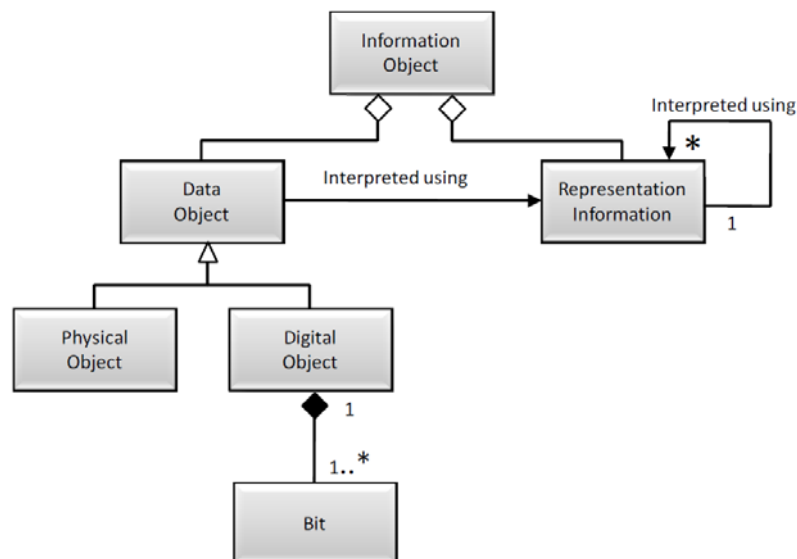 Information
Object
Interpreted using
*
Data
Object
Interpreted using
Representation
Information
1
Physical
Object
Digital
Object
1
1..*
Bit